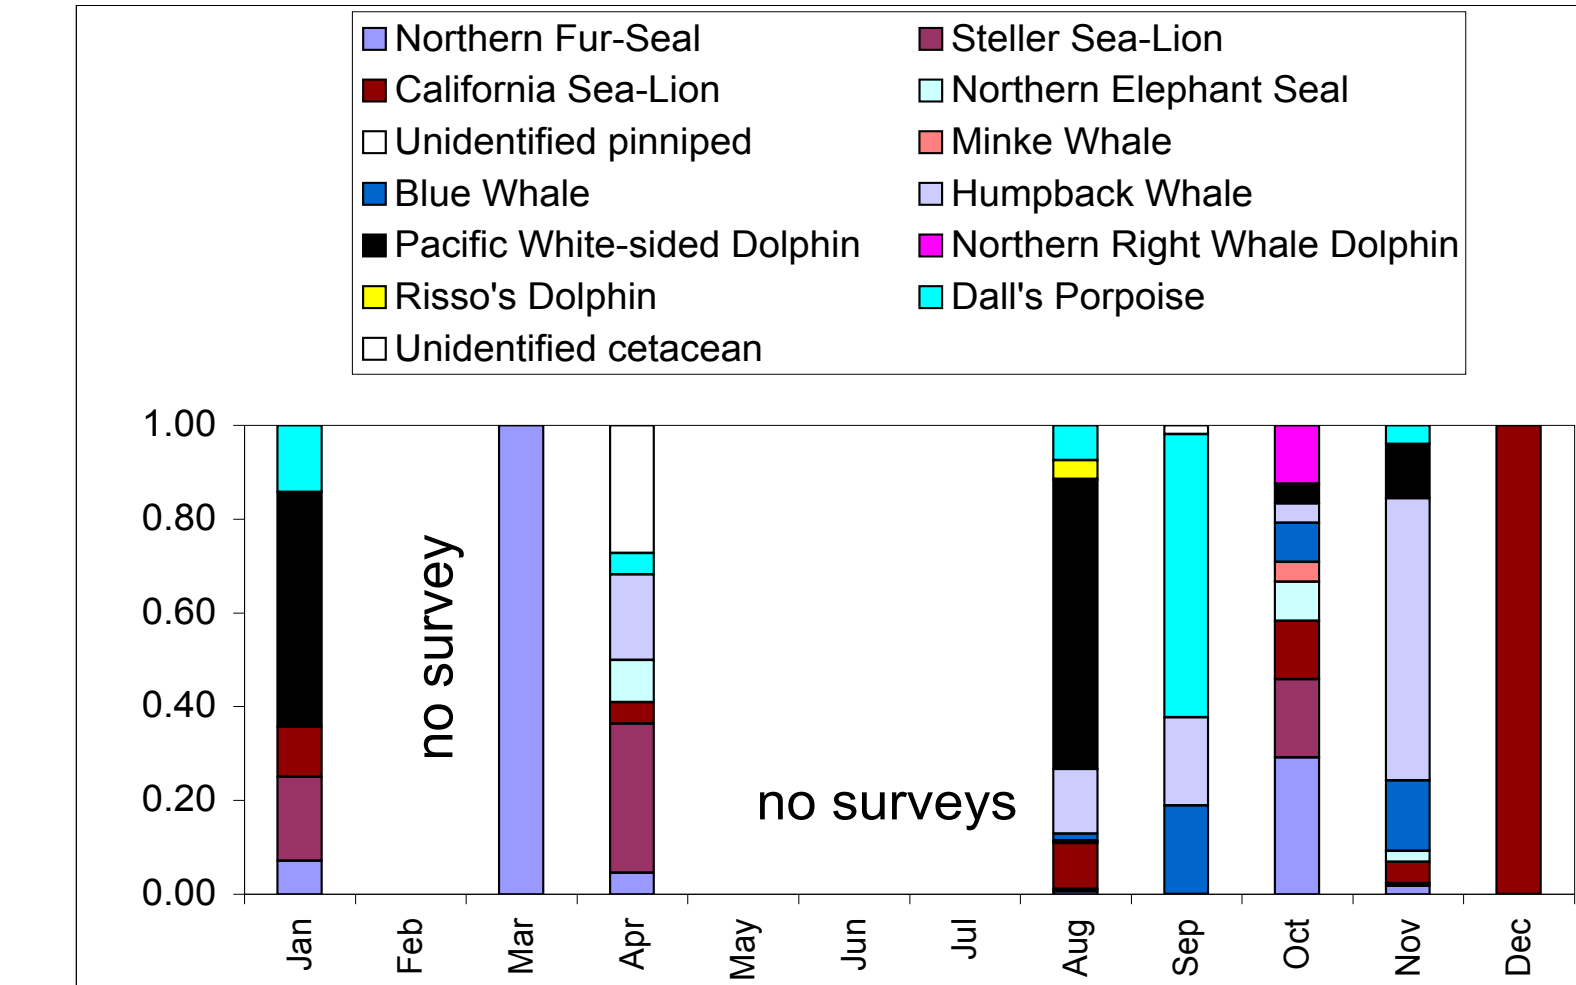 Northern Fur-Seal Steller Sea-Lion
California Sea-Lion Northern Elephant Seal
Unidentified pinniped Minke Whale
Blue Whale Humpback Whale
Pacific White-sided Dolphin Northern Right Whale Dolphin
Risso's Dolphin Dall's Porpoise
Unidentified cetacean
1.00
0.80
0.60
0.40
0.20
0.00
no survey
no surveys
Jan Feb Mar Apr May Jun Jul Aug Sep Oct Nov Dec